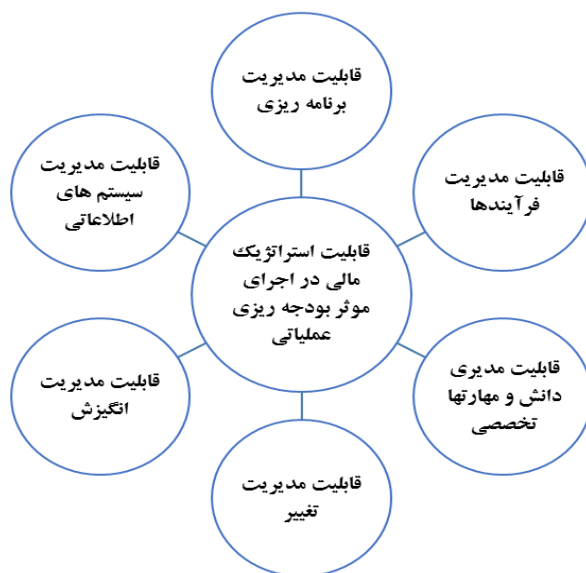 قابلیت مدیریت
برنامه ریزی
قابلیت مدیریت
فرآیندها
قابلیت مدیری
دانش و مهارتها
تخصصی
قابلیت مدیریت
تغییر
قابلیت مدیریت
انگیزش
قابلیت مدیریت
سیستم های
اطلاعاتی
قابلیت استراتژیک
مالی در اجرای
موثر بودجه ریزی
عملیاتی